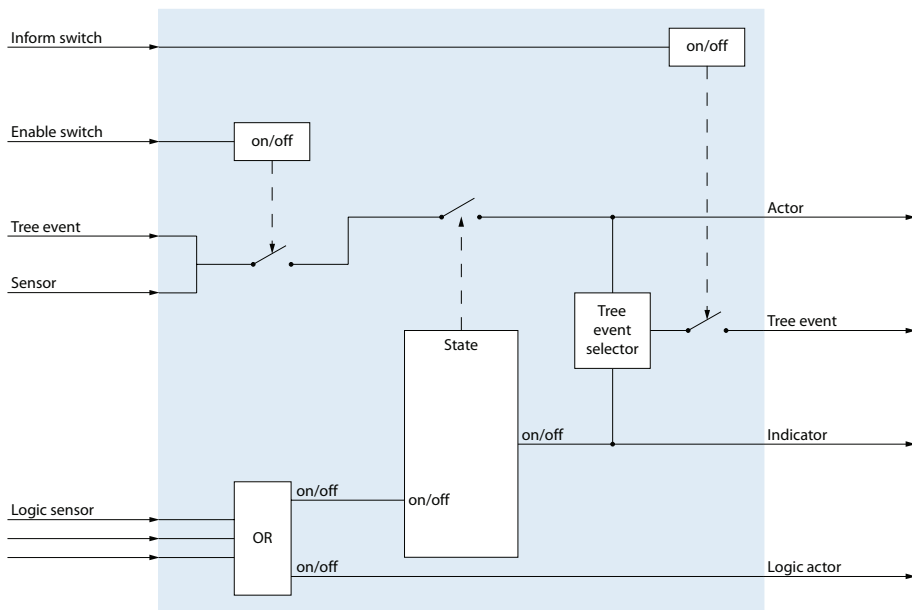 Inform switch
on/off
Enable switch
on/off
Tree event
Actor
Sensor
Tree
event
selector
Tree event
State
on/off
Indicator
on/off
on/off
Logic sensor
OR
on/off
Logic actor